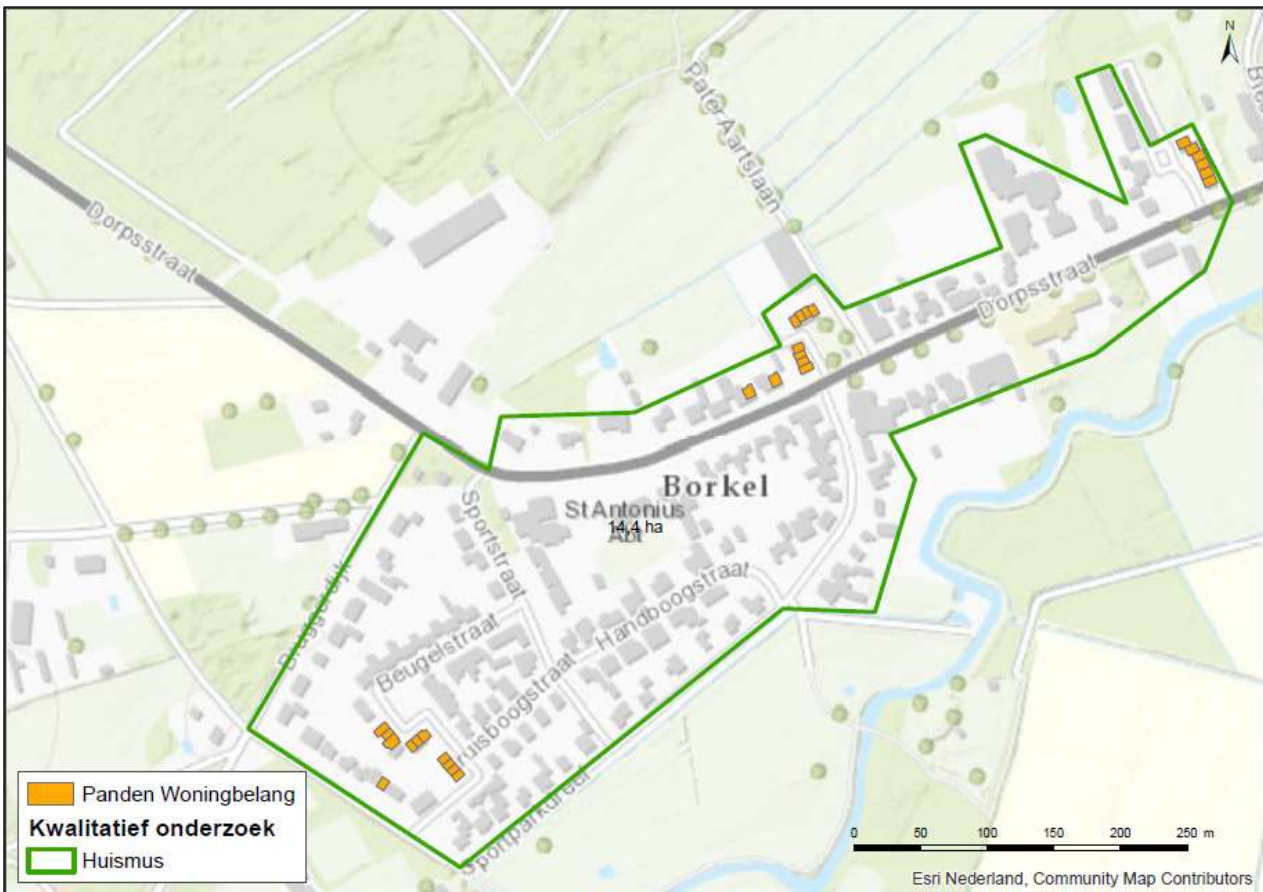 N
Pater Aartslaan
Dorpsstraat
Dorpsstraat
Borkel
St Antonius
Abt
14,4 ha
Sportstraat
Handboogstraat
Beugelstraat
Sportparkdreef
Panden Woningbelang
Kwalitatief onderzoek
Huismus
0 50 100 150 200 250 m
Esri Nederland, Community Map Contributors